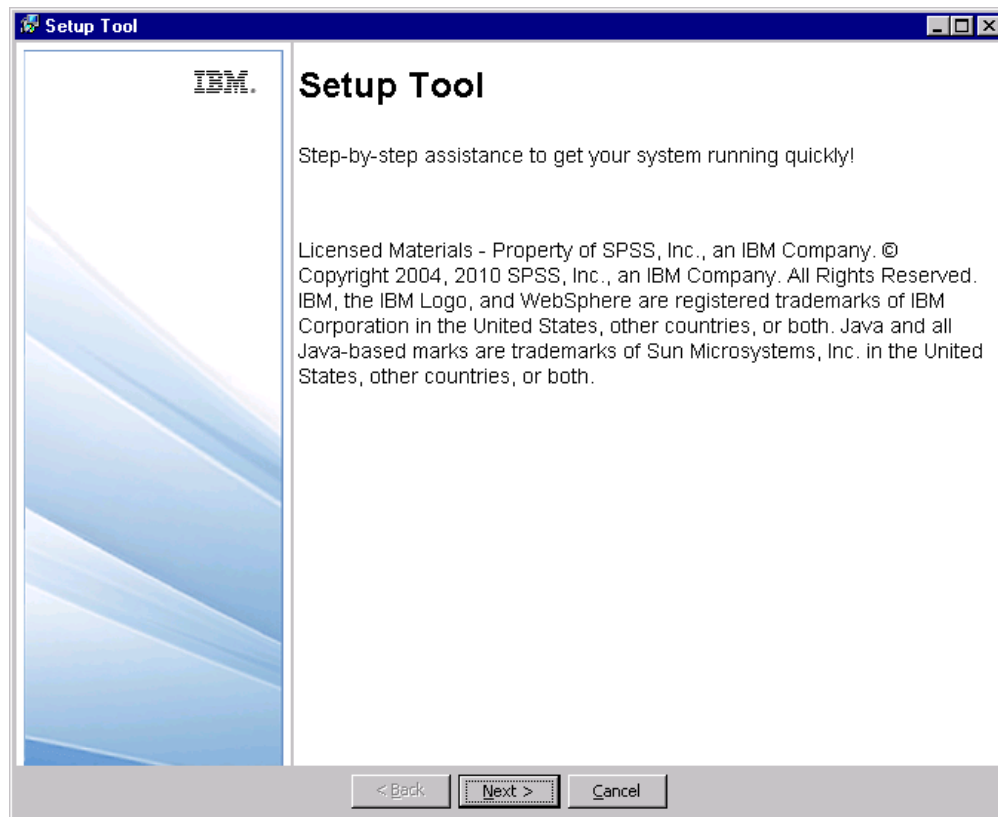 Setup Tool
IBM.
Setup Tool
Step-by-step assistance to get your system running quickly!
Licensed Materials - Property of SPSS, Inc., an IBM Company. ©
Copyright 2004, 2010 SPSS, Inc., an IBM Company. All Rights Reserved.
IBM, the IBM Logo, and WebSphere are registered trademarks of IBM
Corporation in the United States, other countries, or both. Java and all
Java-based marks are trademarks of Sun Microsystems, Inc. in the United
States, other countries, or both.
< Back Next > Cancel